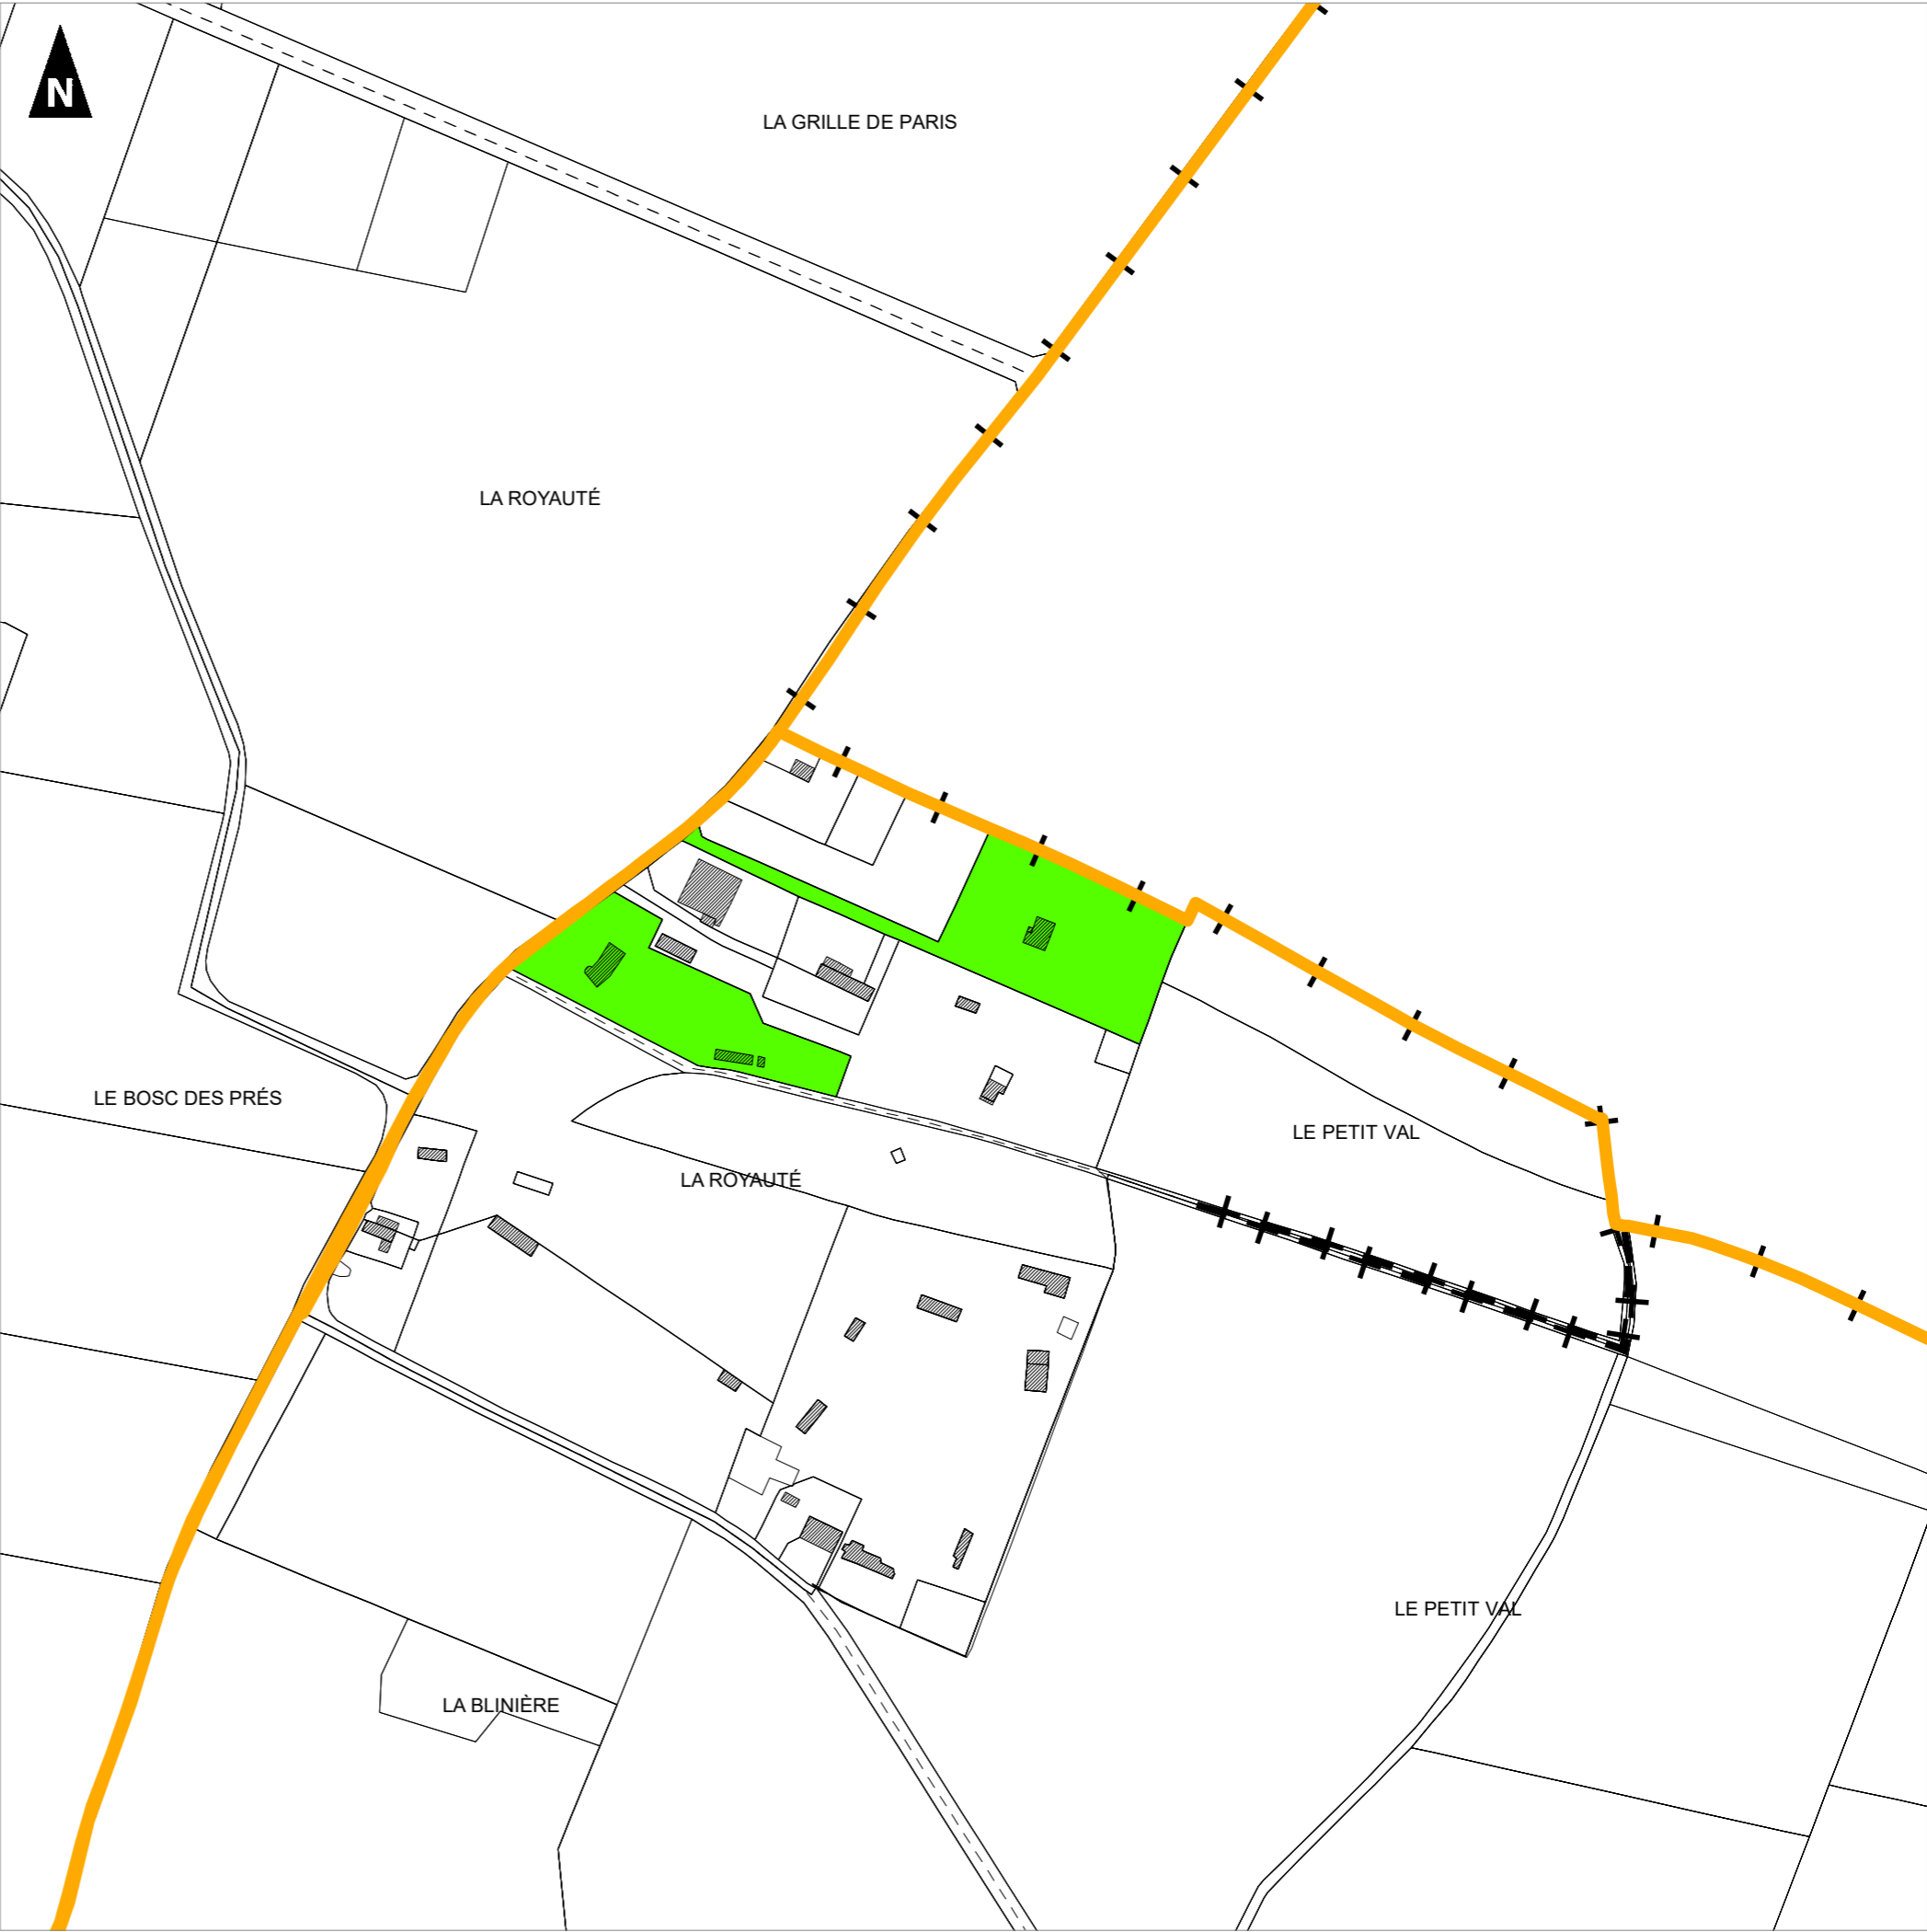 N
LA GRILLE DE PARIS
LA ROYAUTÉ
LE BOSC DES PRÉS
LE PETIT VAL
LA ROYAUTÉ
LE PETIT VAL
LA BLINIÈRE